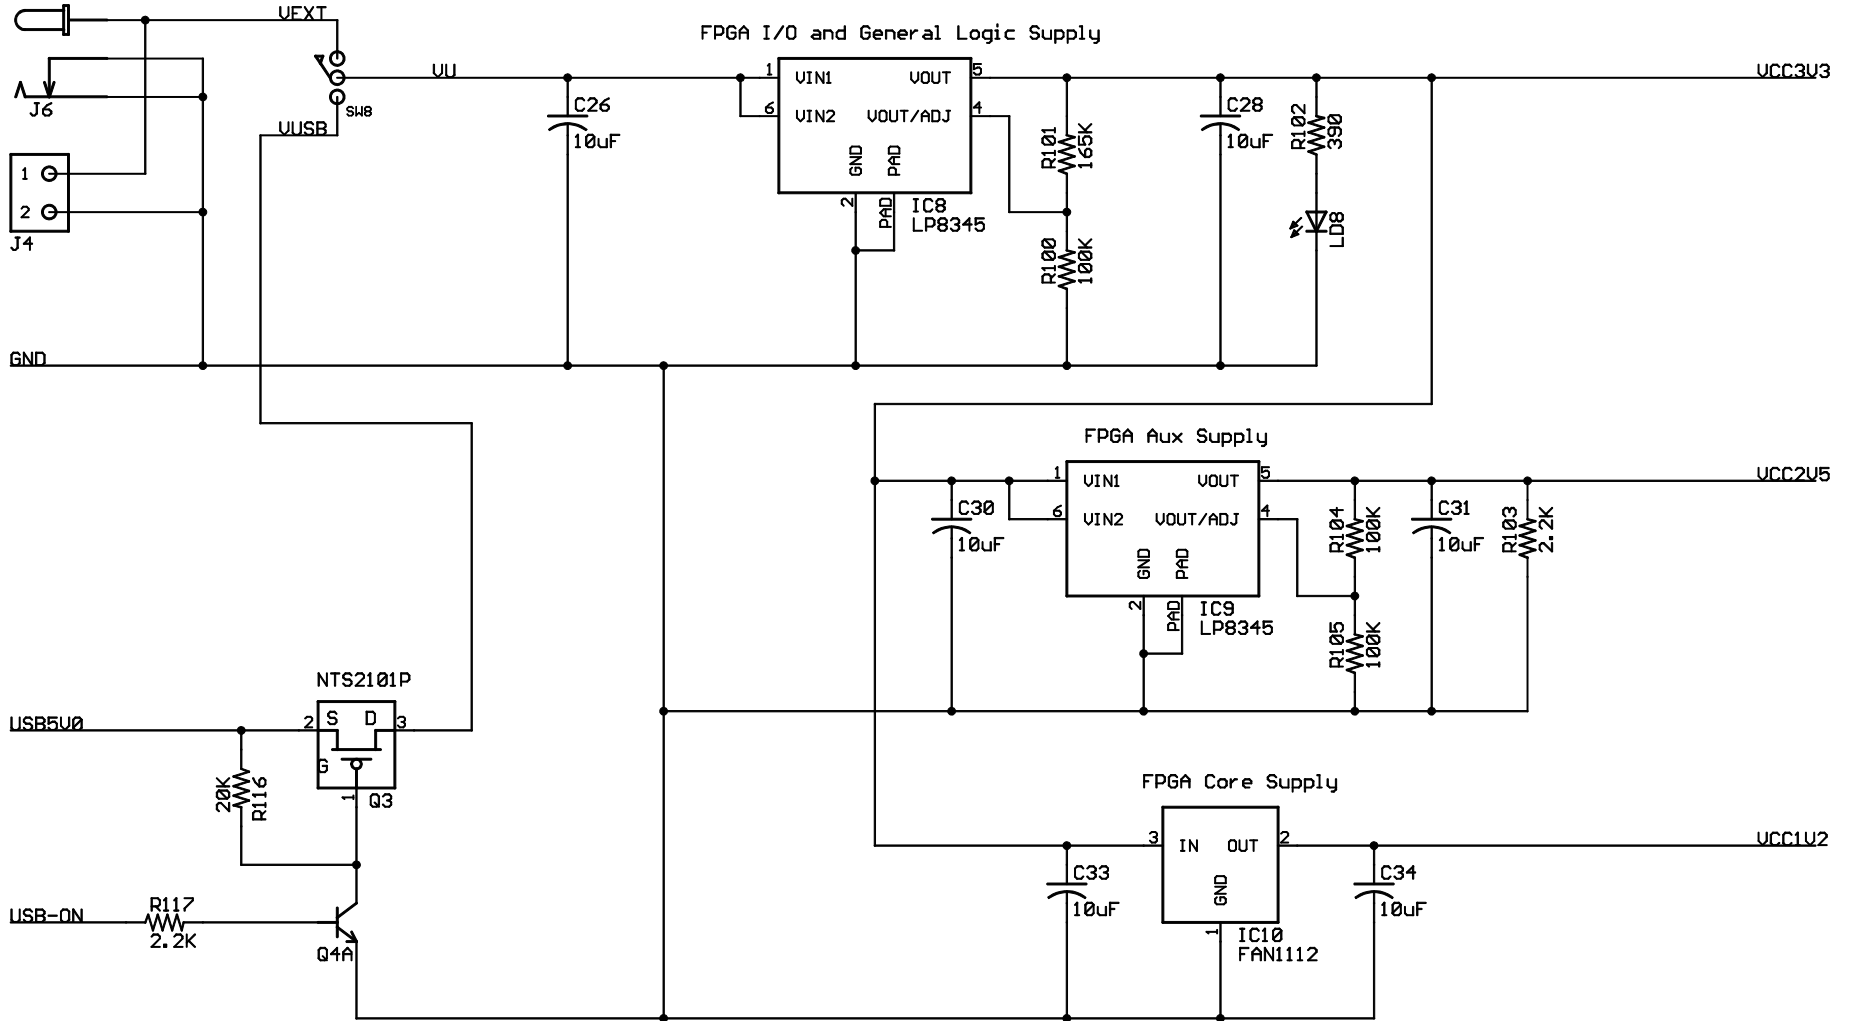 VEXT
J6
VUSB
SW8
1
2
J4
GND
FPGA I/O and General Logic Supply
VU
C26
10uF
1
VIN1
VOUT
5
6
VIN2
VOUT/ADJ
4
GND
PAD
2
PAD
IC8
LP8345
R101
165K
R100
100K
C28
10uF
R102
390
LD8
VCC3V3
FPGA Aux Supply
C30
10uF
1
VIN1
VOUT
5
6
VIN2
VOUT/ADJ
4
GND
PAD
2
PAD
IC9
LP8345
R104
100K
R105
100K
C31
10uF
R103
2.2K
VCC2V5
NTS2101P
USB5V0
2
S
D
3
G
1
Q3
20K
R116
USB-ON
R117
2.2K
Q4A
FPGA Core Supply
C33
10uF
3
IN
OUT
2
GND
1
IC10
FAN1112
C34
10uF
VCC1V2